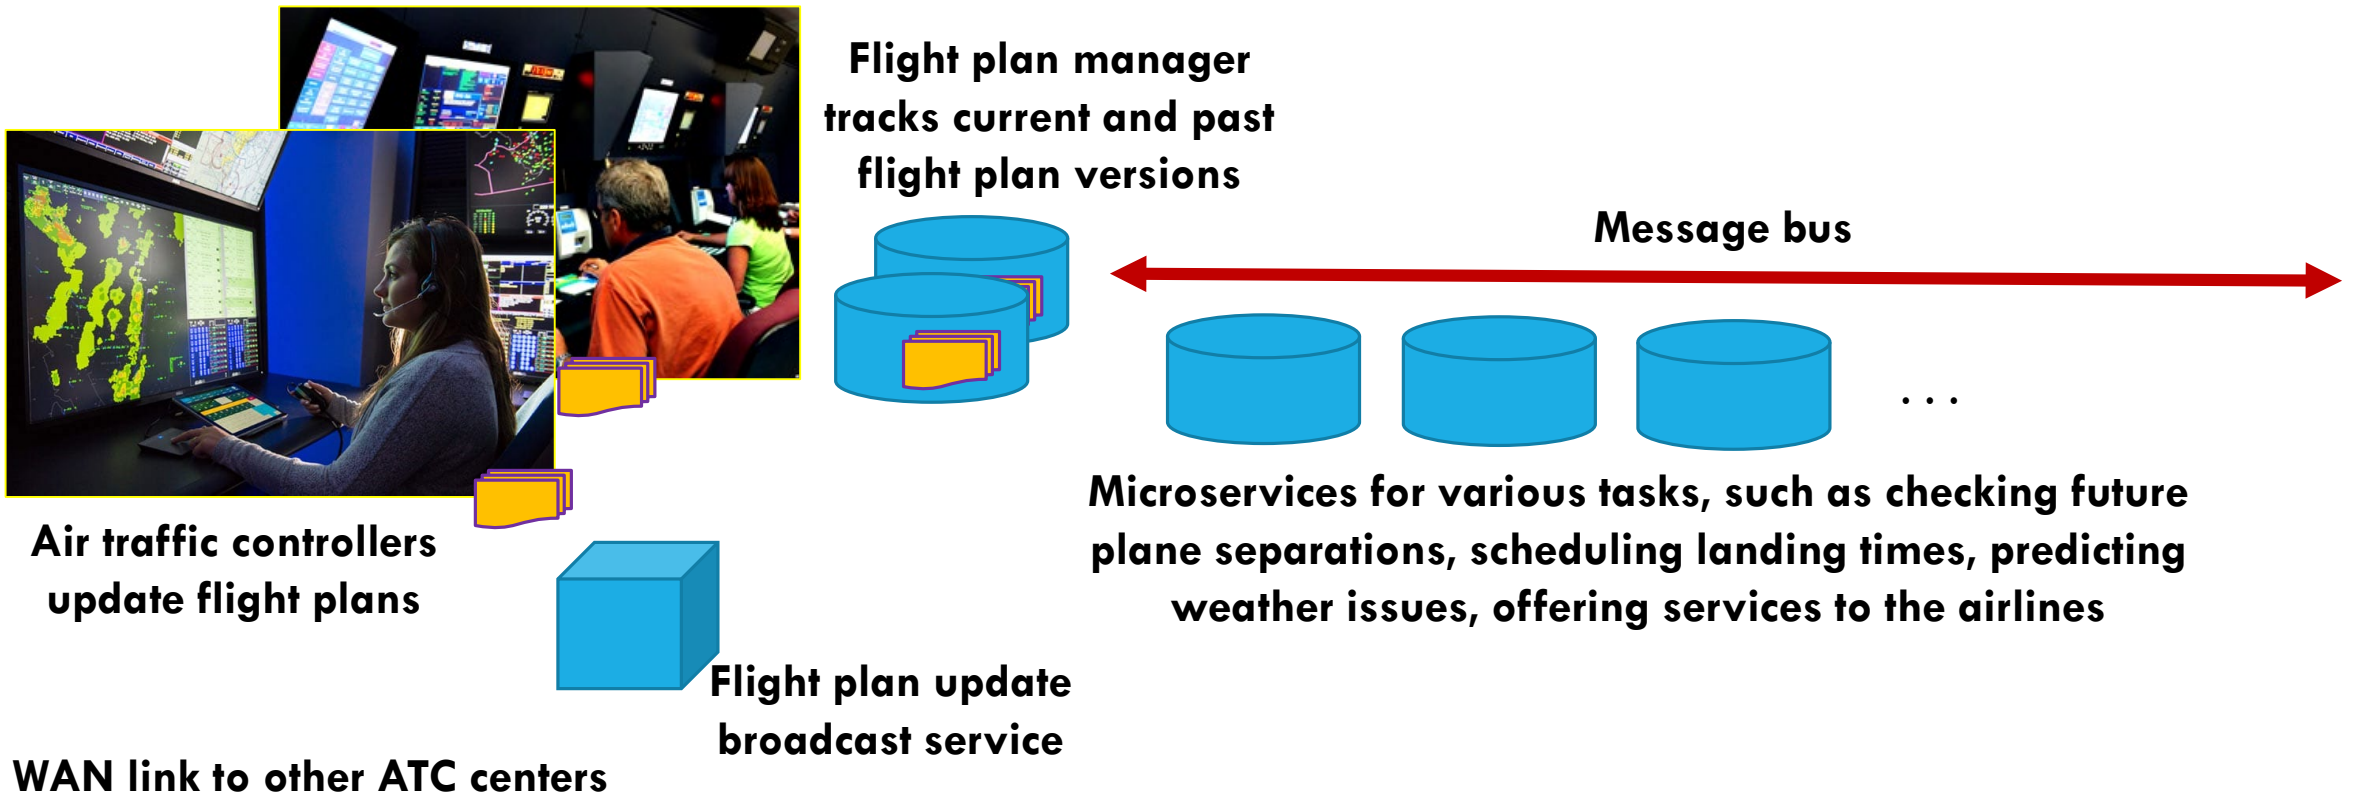 Flight plan manager
tracks current and past
flight plan versions
Message bus
. . .
Microservices for various tasks, such as checking future
plane separations, scheduling landing times, predicting
weather issues, offering services to the airlines
Air traffic controllers
update flight plans
Flight plan update
broadcast service
WAN link to other ATC centers